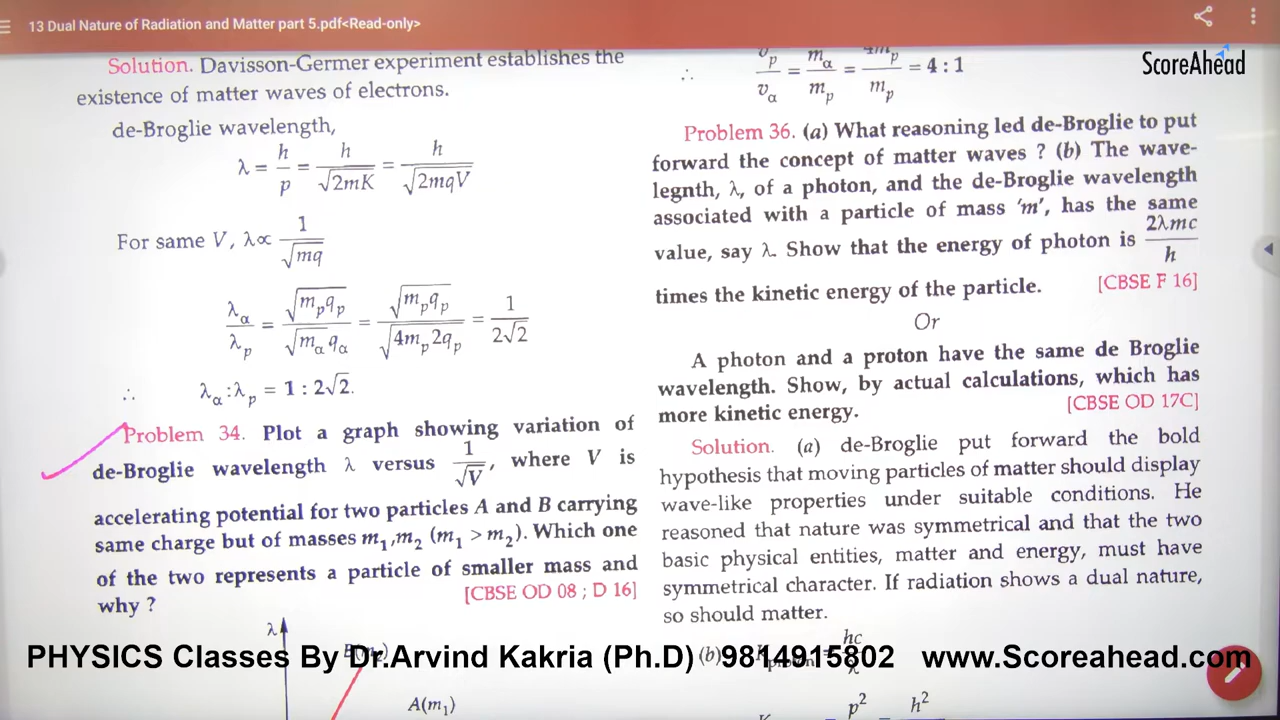 13 Dual Nature of Radiation and Matter part 5.pdf<Read-only>
ScoreAhead
Solution. Davisson-Germer experiment establishes the
existence of matter waves of electrons.
de-Broglie wavelength,
λ = h/p = h/√2mK = h/√2mqV
For same V, λ∝ 1/√mq
λα/λp = √mpqp/√mαqα = √mpqp/√4mp2qp = 1/2√2
∴ λα:λp = 1 : 2√2.
Problem 34. Plot a graph showing variation of
de-Broglie wavelength λ versus 1/√V, where V is
accelerating potential for two particles A and B carrying
same charge but of masses m1,m2 (m1 > m2). Which one
of the two represents a particle of smaller mass and
why ? [CBSE OD 08 ; D 16]
λ
A(m1)
∴ vp/vα = mα/mp = 4mp/mp = 4 : 1
Problem 36. (a) What reasoning led de-Broglie to put
forward the concept of matter waves ? (b) The wave-
legnth, λ, of a photon, and the de-Broglie wavelength
associated with a particle of mass ‘m’, has the same
value, say λ. Show that the energy of photon is 2λmc/h
times the kinetic energy of the particle. [CBSE F 16]
Or
A photon and a proton have the same de Broglie
wavelength. Show, by actual calculations, which has
more kinetic energy. [CBSE OD 17C]
Solution. (a) de-Broglie put forward the bold
hypothesis that moving particles of matter should display
wave-like properties under suitable conditions. He
reasoned that nature was symmetrical and that the two
basic physical entities, matter and energy, must have
symmetrical character. If radiation shows a dual nature,
so should matter.
(b) hc/λ
p²  h²
PHYSICS Classes By Dr.Arvind Kakria (Ph.D) 9814915802 www.Scoreahead.com